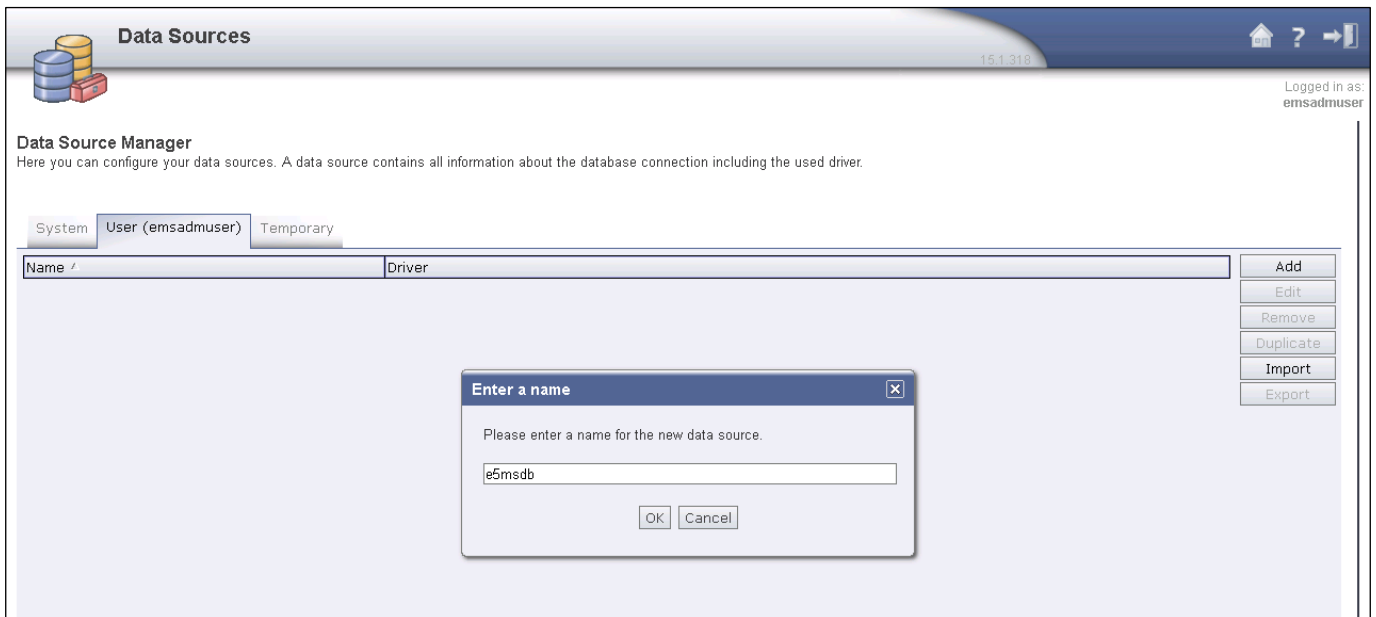 Data Sources
15.1.318
Logged in as:
emsadmuser
Data Source Manager
Here you can configure your data sources. A data source contains all information about the database connection including the used driver.
System User (emsadmuser) Temporary
Name Driver
Add
Edit
Remove
Duplicate
Import
Export
Enter a name
Please enter a name for the new data source.
e5msdb
OK Cancel